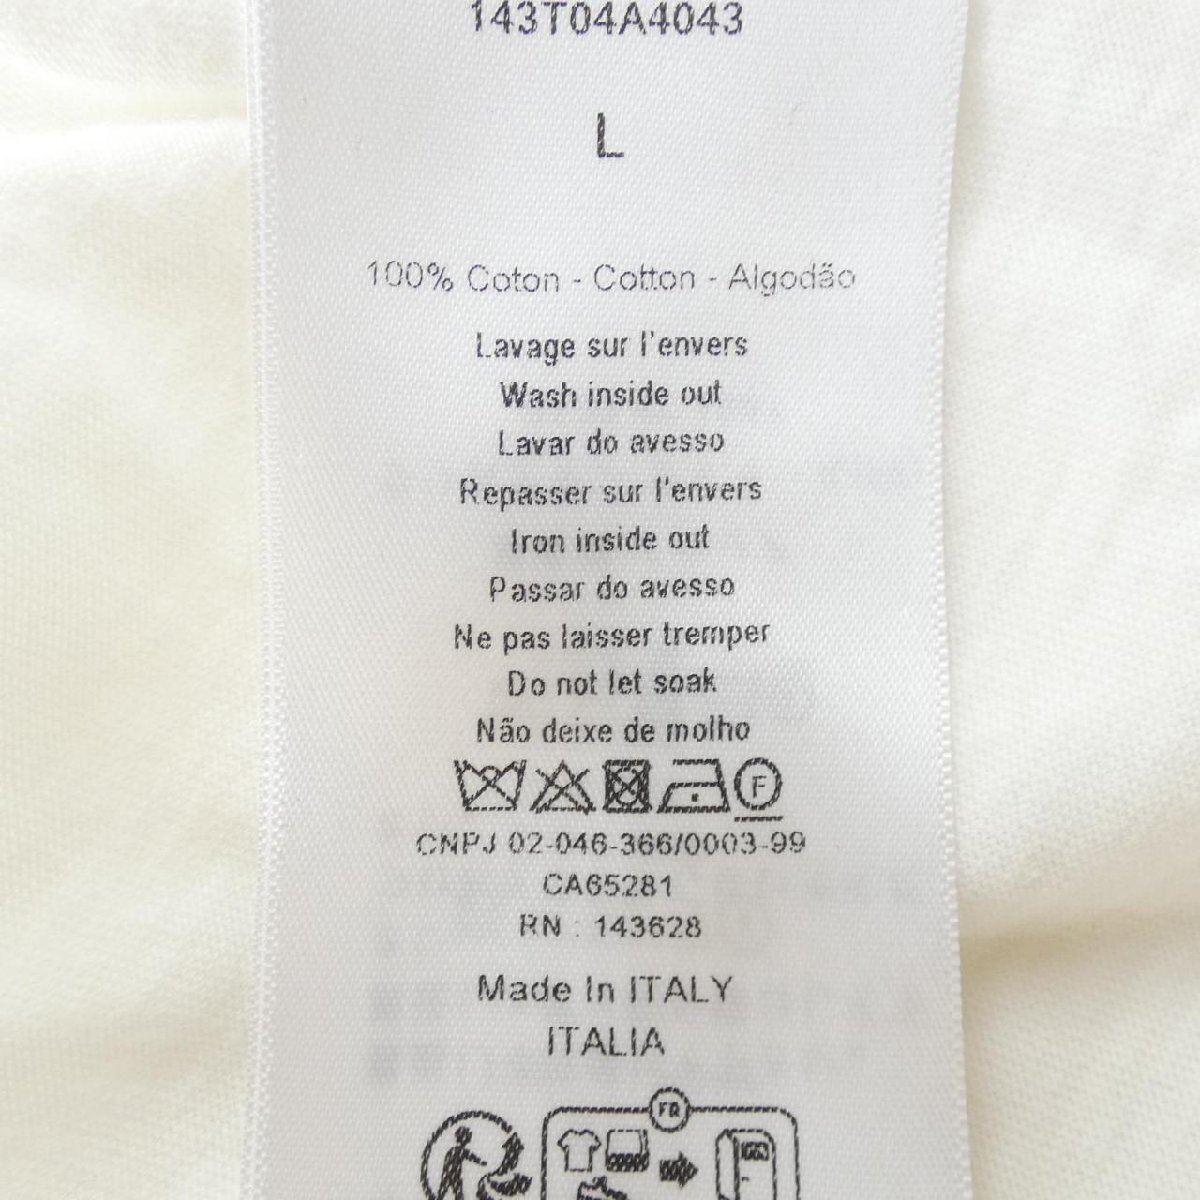 143T04A4043
L
100% Coton - Cotton - Algodão
Lavage sur l'envers
Wash inside out
Lavar do avesso
Repasser sur l'envers
Iron inside out
Passar do avesso
Ne pas laisser tremper
Do not let soak
Não deixe de molho
F
CNPJ 02-046-366/0003-99
CA65281
RN : 143628
Made In ITALY
ITALIA
FR